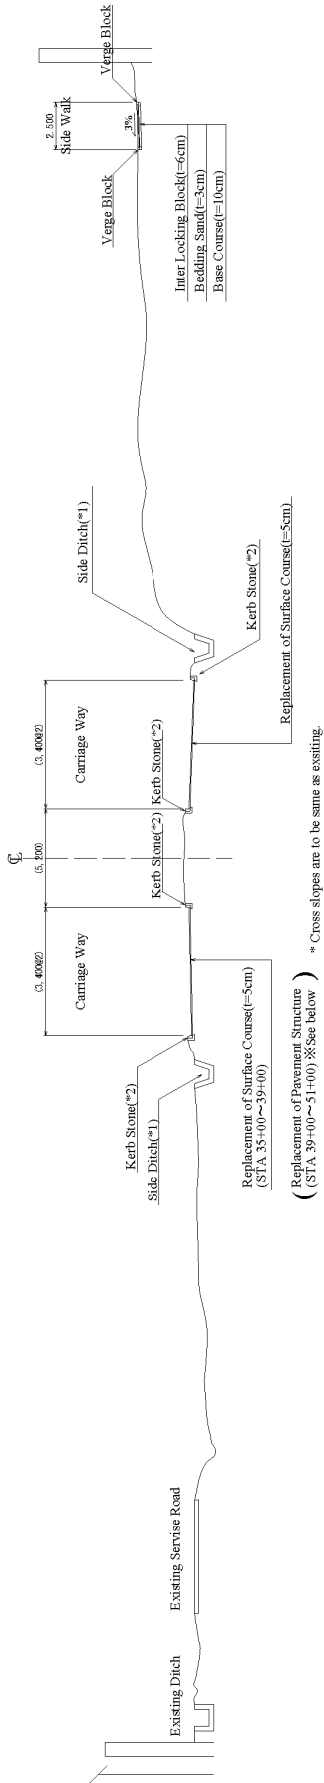 ℄
(3, 400@2)
(5, 200)
(3, 400@2)
2.500
Side Walk
Verge Block
Carriage Way
Carriage Way
3%
Verge Block
Side Ditch(*1)
Kerb Stone(*2)
Kerb Stone(*2)
Kerb Stone(*2)
Side Ditch(*1)
Kerb Stone(*2)
Inter Locking Block(t=6cm)
Bedding Sand(t=3cm)
Base Course(t=10cm)
Existing Ditch
Existing Servise Road
Replacement of Surface Course(t=5cm)
(STA 35+00～39+00)
Replacement of Surface Course(t=5cm)
(Replacement of Pavement Structure
(STA 39+00～51+00) ※See below)
* Cross slopes are to be same as exsiting.